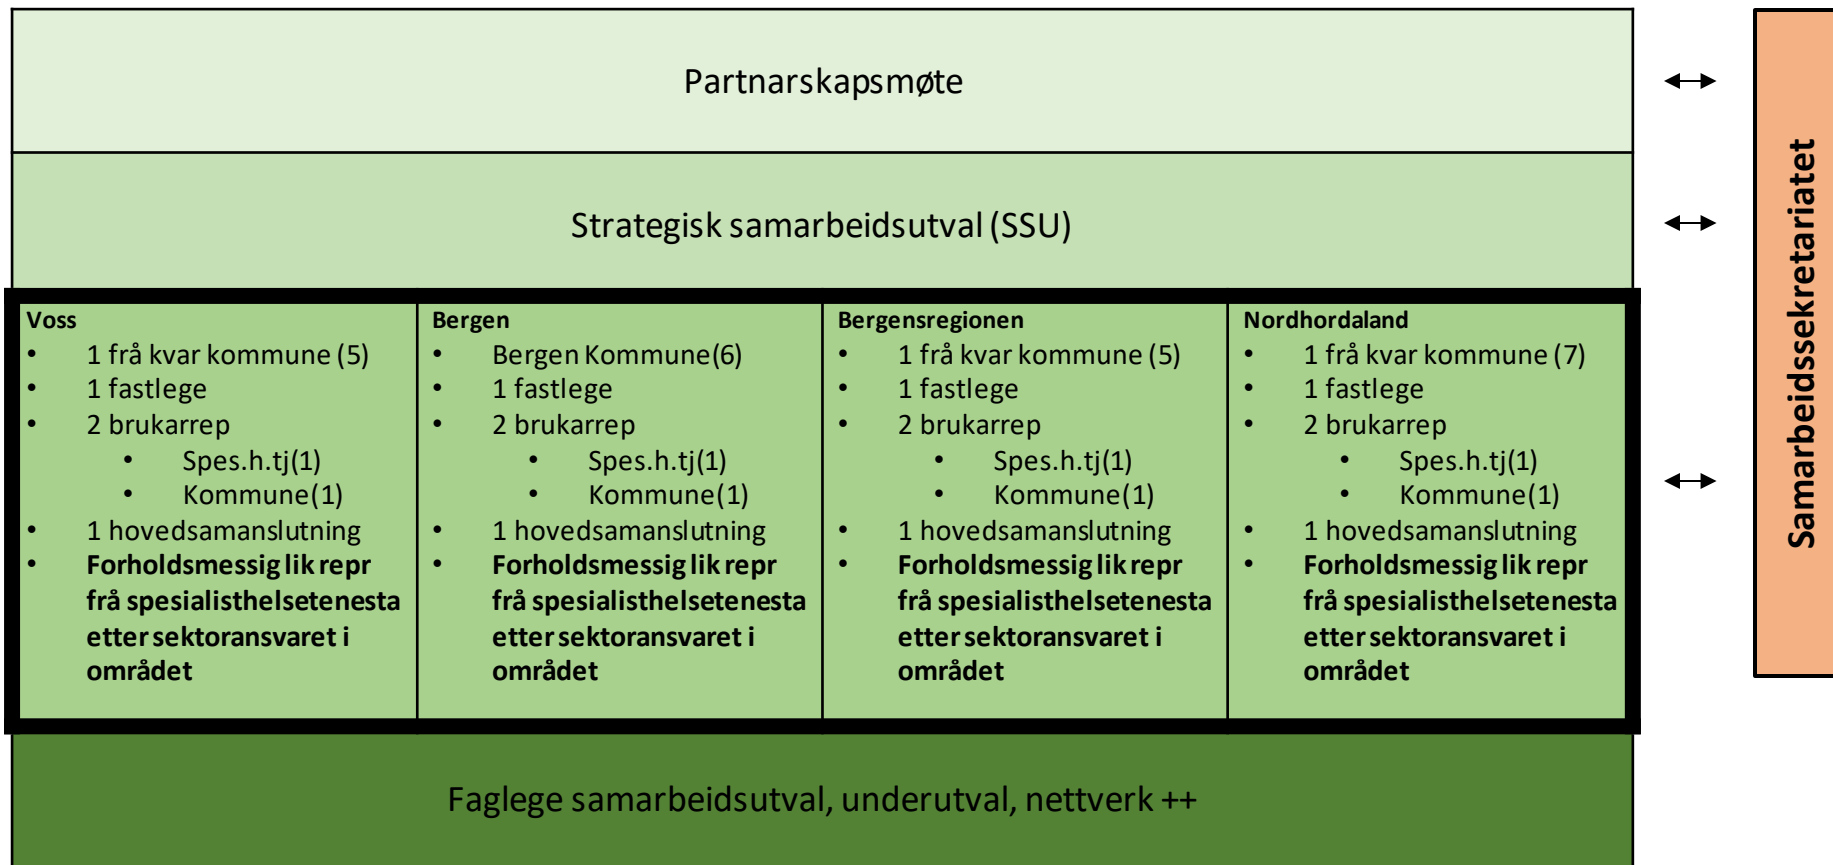 Partnarskapsmøte
Strategisk samarbeidsutval (SSU)
Voss
• 1 frå kvar kommune (5)
• 1 fastlege
• 2 brukarrep
• Spes.h.tj(1)
• Kommune(1)
• 1 hovedsamanslutning
• Forholdsmessig lik repr
frå spesialisthelsetenesta
etter sektoransvaret i
området
Bergen
• Bergen Kommune(6)
• 1 fastlege
• 2 brukarrep
• Spes.h.tj(1)
• Kommune(1)
• 1 hovedsamanslutning
• Forholdsmessig lik repr
frå spesialisthelsetenesta
etter sektoransvaret i
området
Bergensregionen
• 1 frå kvar kommune (5)
• 1 fastlege
• 2 brukarrep
• Spes.h.tj(1)
• Kommune(1)
• 1 hovedsamanslutning
• Forholdsmessig lik repr
frå spesialisthelsetenesta
etter sektoransvaret i
området
Nordhordaland
• 1 frå kvar kommune (7)
• 1 fastlege
• 2 brukarrep
• Spes.h.tj(1)
• Kommune(1)
• 1 hovedsamanslutning
• Forholdsmessig lik repr
frå spesialisthelsetenesta
etter sektoransvaret i
området
Faglege samarbeidsutval, underutval, nettverk ++
Samarbeidssekretariatet